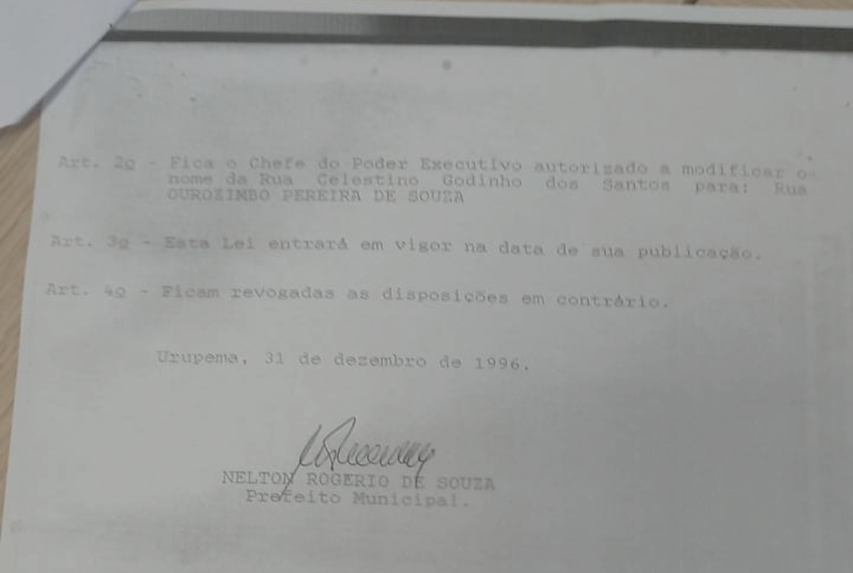 Art. 2o - Fica o Chefe do Poder Executivo autorizado a modificar o
nome da Rua Celestino Godinho dos Santos para: Rua
OUROZIMBO PEREIRA DE SOUZA
Art. 3o - Esta Lei entrará em vigor na data de sua publicação.
Art. 4o - Ficam revogadas as disposições em contrário.
Urupema, 31 de dezembro de 1996.
NELTON ROGERIO DE SOUZA
Prefeito Municipal.